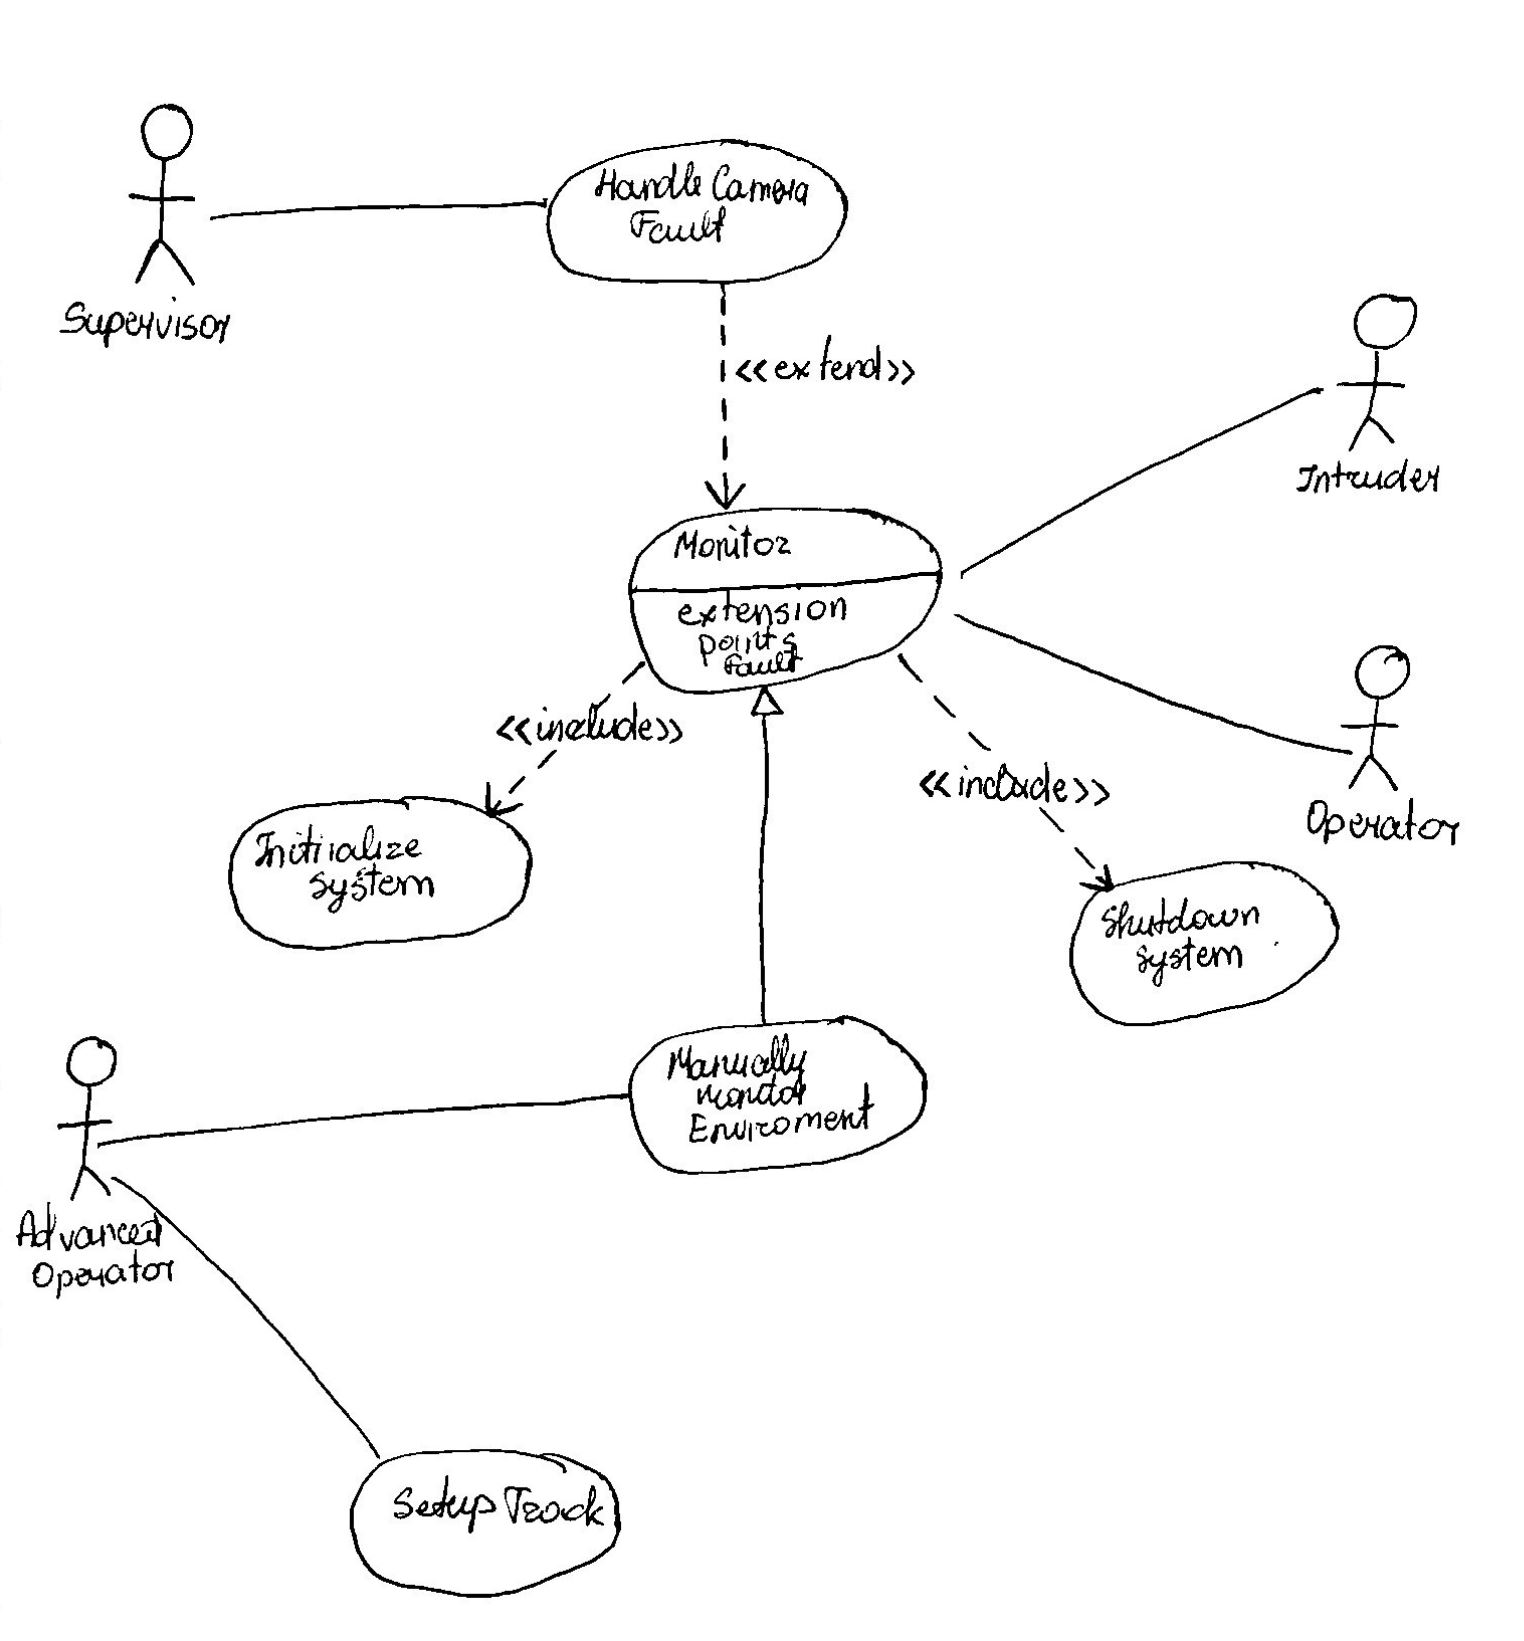 Handle Camera
Fault
Supervisor
<<extend>>
Intruder
Monitor
extension
points
Fault
<<include>>
<<include>>
Operator
Initialize
system
Shutdown
system
Manually
monitor
Enviroment
Advanced
Operator
Setup Track